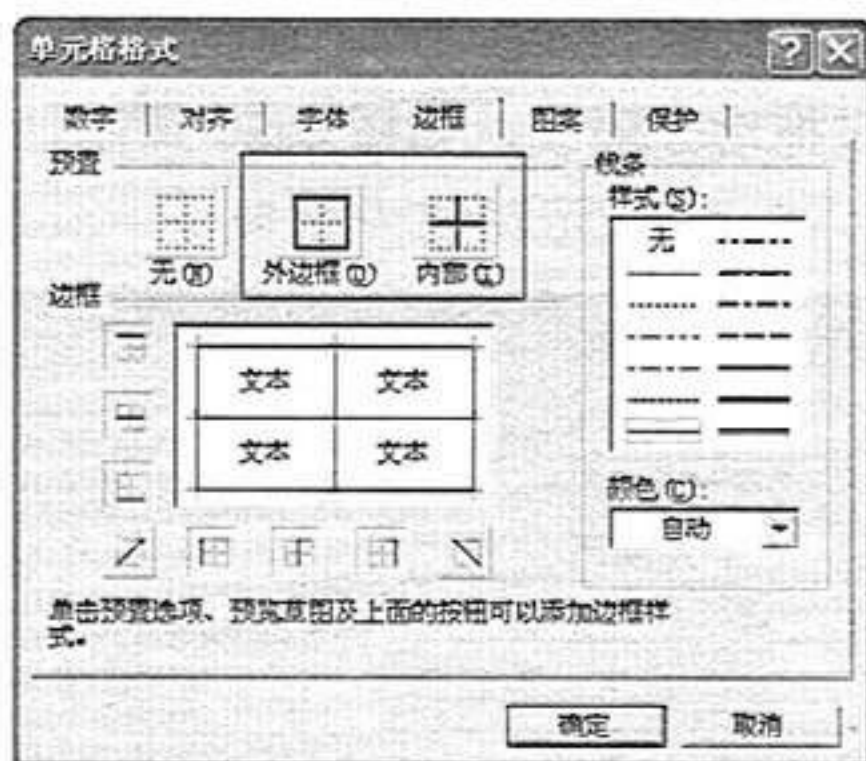 单元格格式
数字 对齐 字体 边框 图案 保护
预置
无(N) 外边框(O) 内部(I)
线条
样式(S):
无
边框
文本 文本
文本 文本
颜色(C):
自动
单击预置选项、预览草图及上面的按钮可以添加边框样
式。
确定 取消